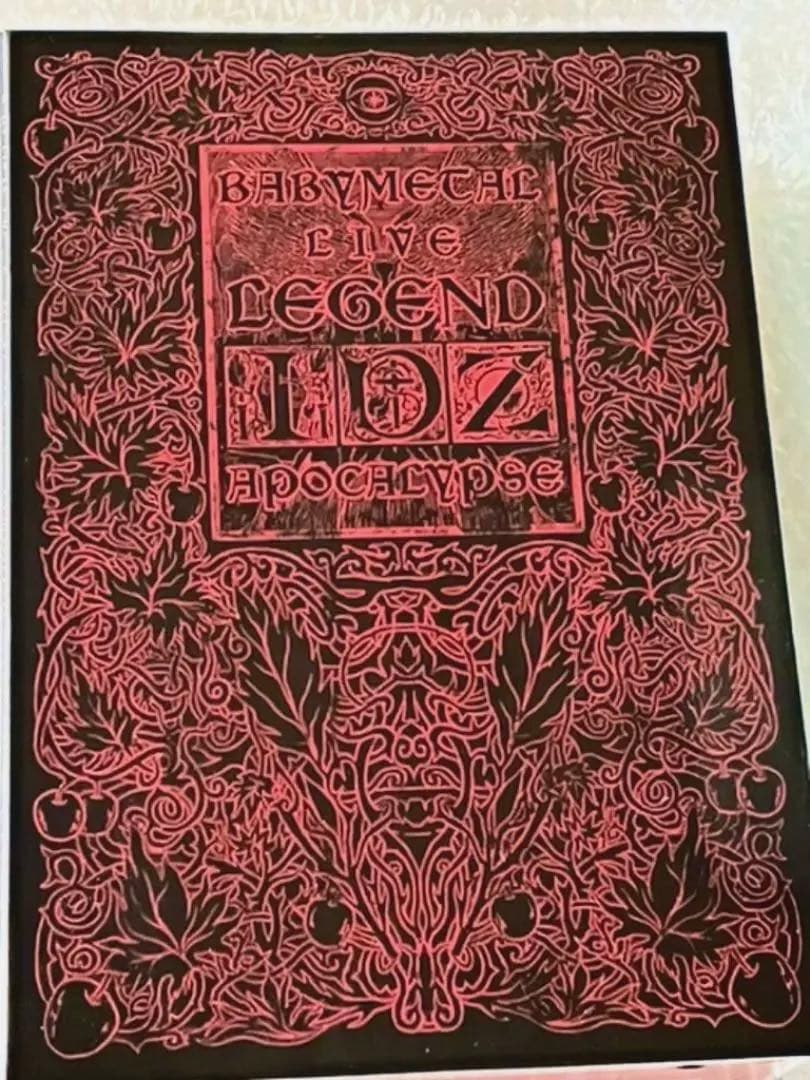 BABYMETAL
LIVE
LEGEND
I D Z
APOCALYPSE